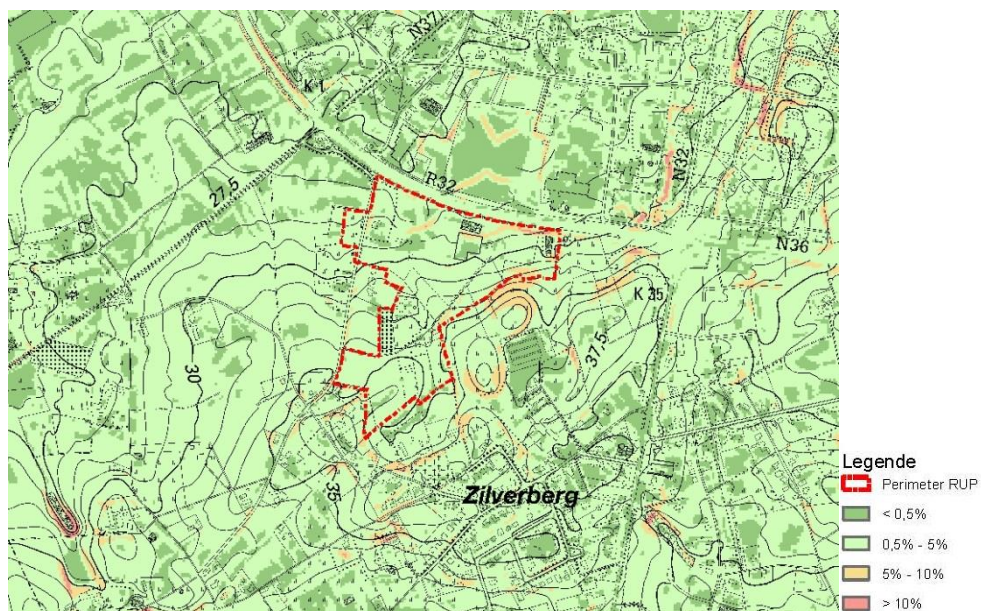 N37
K 1
R32
N32
27,5
N36
K 35
37,5
30
35
Zilverberg
Legende
Perimeter RUP
< 0,5%
0,5% - 5%
5% - 10%
> 10%